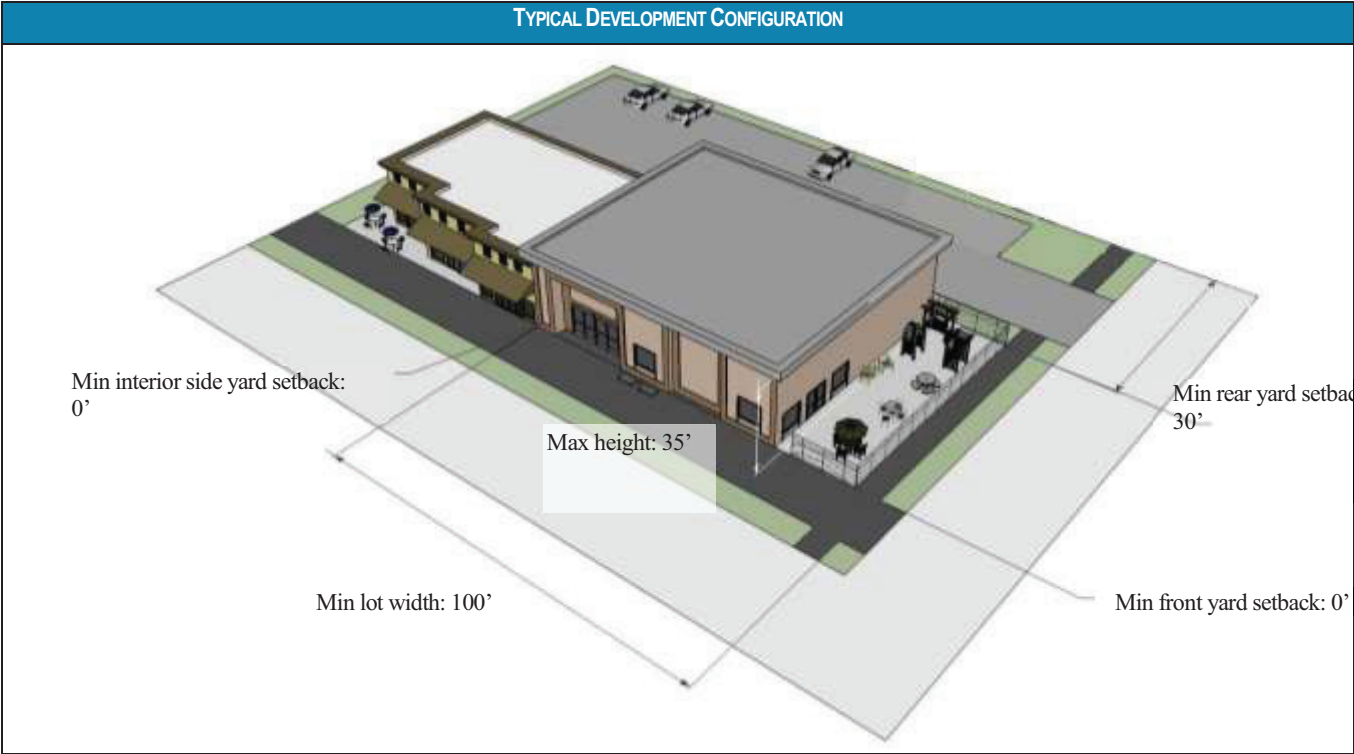 TYPICAL DEVELOPMENT CONFIGURATION
Min interior side yard setback:
0’
Min rear yard setbac
30’
Max height: 35’
Min lot width: 100’
Min front yard setback: 0’